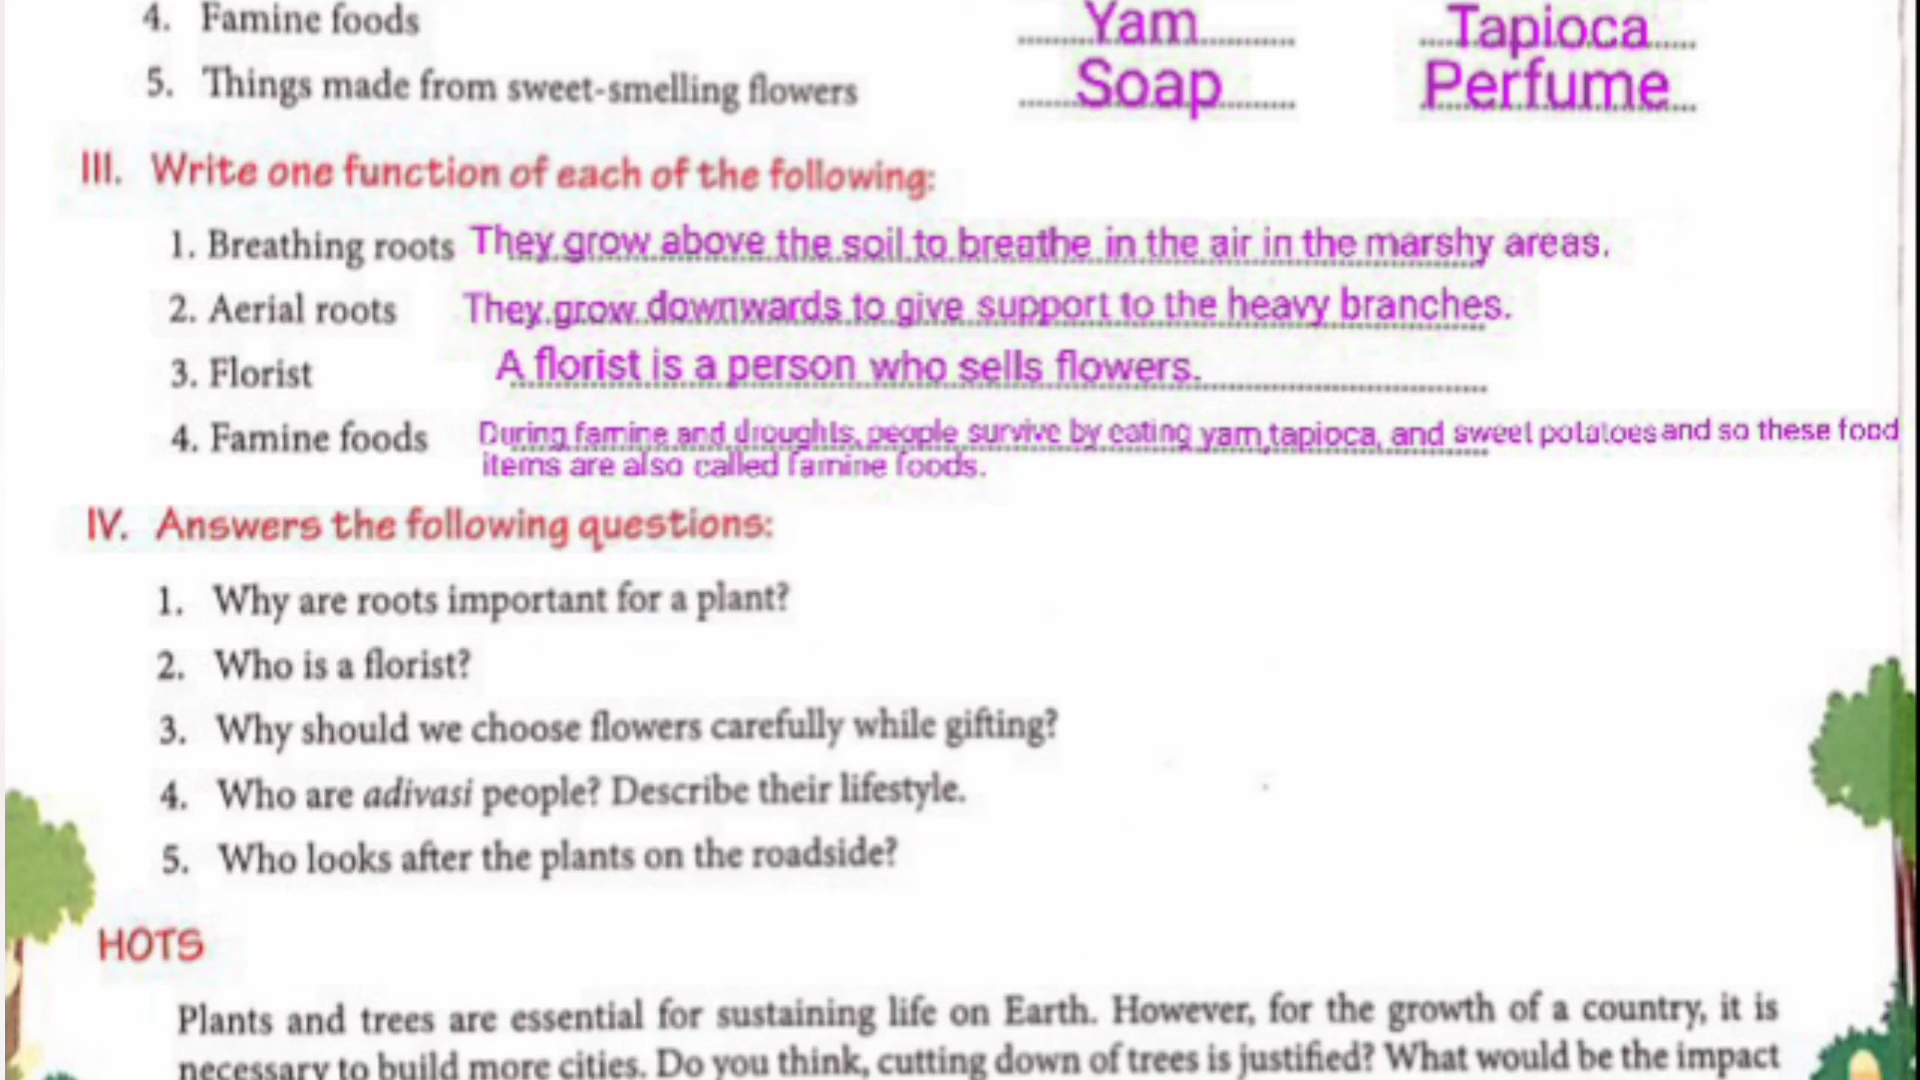 4. Famine foods Yam Tapioca
5. Things made from sweet-smelling flowers Soap Perfume
III. Write one function of each of the following:
1. Breathing roots They grow above the soil to breathe in the air in the marshy areas.
2. Aerial roots They grow downwards to give support to the heavy branches.
3. Florist A florist is a person who sells flowers.
4. Famine foods During famine and droughts, people survive by eating yam, tapioca, and sweet potatoes and so these food
items are also called famine foods.
IV. Answers the following questions:
1. Why are roots important for a plant?
2. Who is a florist?
3. Why should we choose flowers carefully while gifting?
4. Who are adivasi people? Describe their lifestyle.
5. Who looks after the plants on the roadside?
HOTS
Plants and trees are essential for sustaining life on Earth. However, for the growth of a country, it is
necessary to build more cities. Do you think, cutting down of trees is justified? What would be the impact